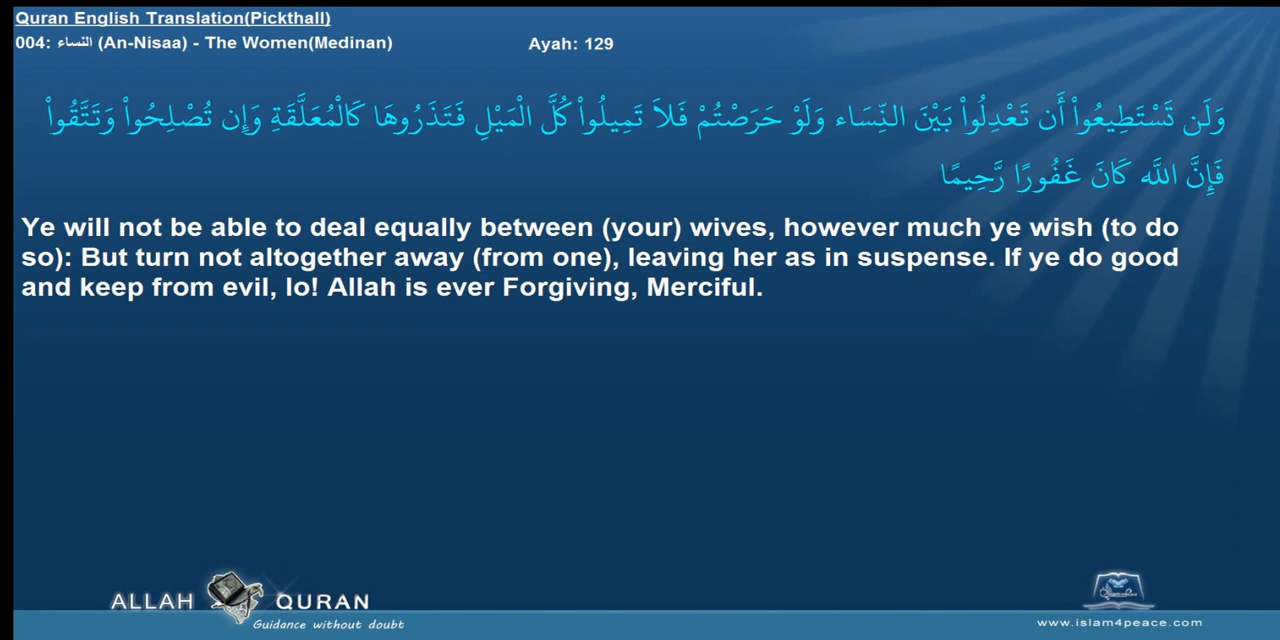 Quran English Translation(Pickthall)
004: النساء (An-Nisaa) - The Women(Medinan)
Ayah: 129
وَلَن تَسْتَطِيعُواْ أَن تَعْدِلُواْ بَيْنَ النِّسَاء وَلَوْ حَرَصْتُمْ فَلاَ تَمِيلُواْ كُلَّ الْمَيْلِ فَتَذَرُوهَا كَالْمُعَلَّقَةِ وَإِن تُصْلِحُواْ وَتَتَّقُواْ
فَإِنَّ اللّهَ كَانَ غَفُورًا رَّحِيمًا
Ye will not be able to deal equally between (your) wives, however much ye wish (to do
so): But turn not altogether away (from one), leaving her as in suspense. If ye do good
and keep from evil, lo! Allah is ever Forgiving, Merciful.
ALLAH QURAN
Guidance without doubt
www.islam4peace.com